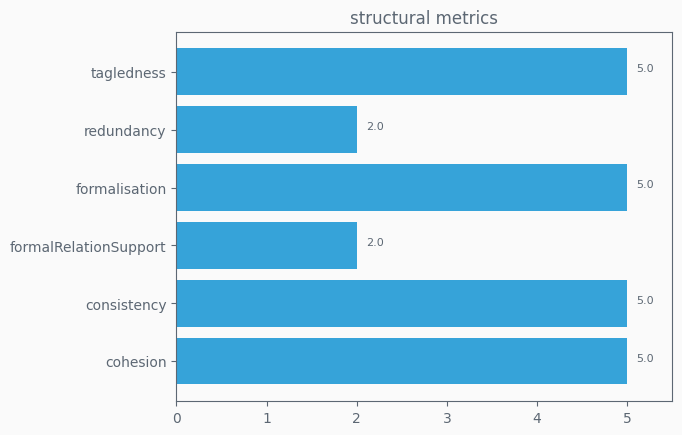 structural metrics
tagledness
5.0
redundancy
2.0
formalisation
5.0
formalRelationSupport
2.0
consistency
5.0
cohesion
5.0
0 1 2 3 4 5